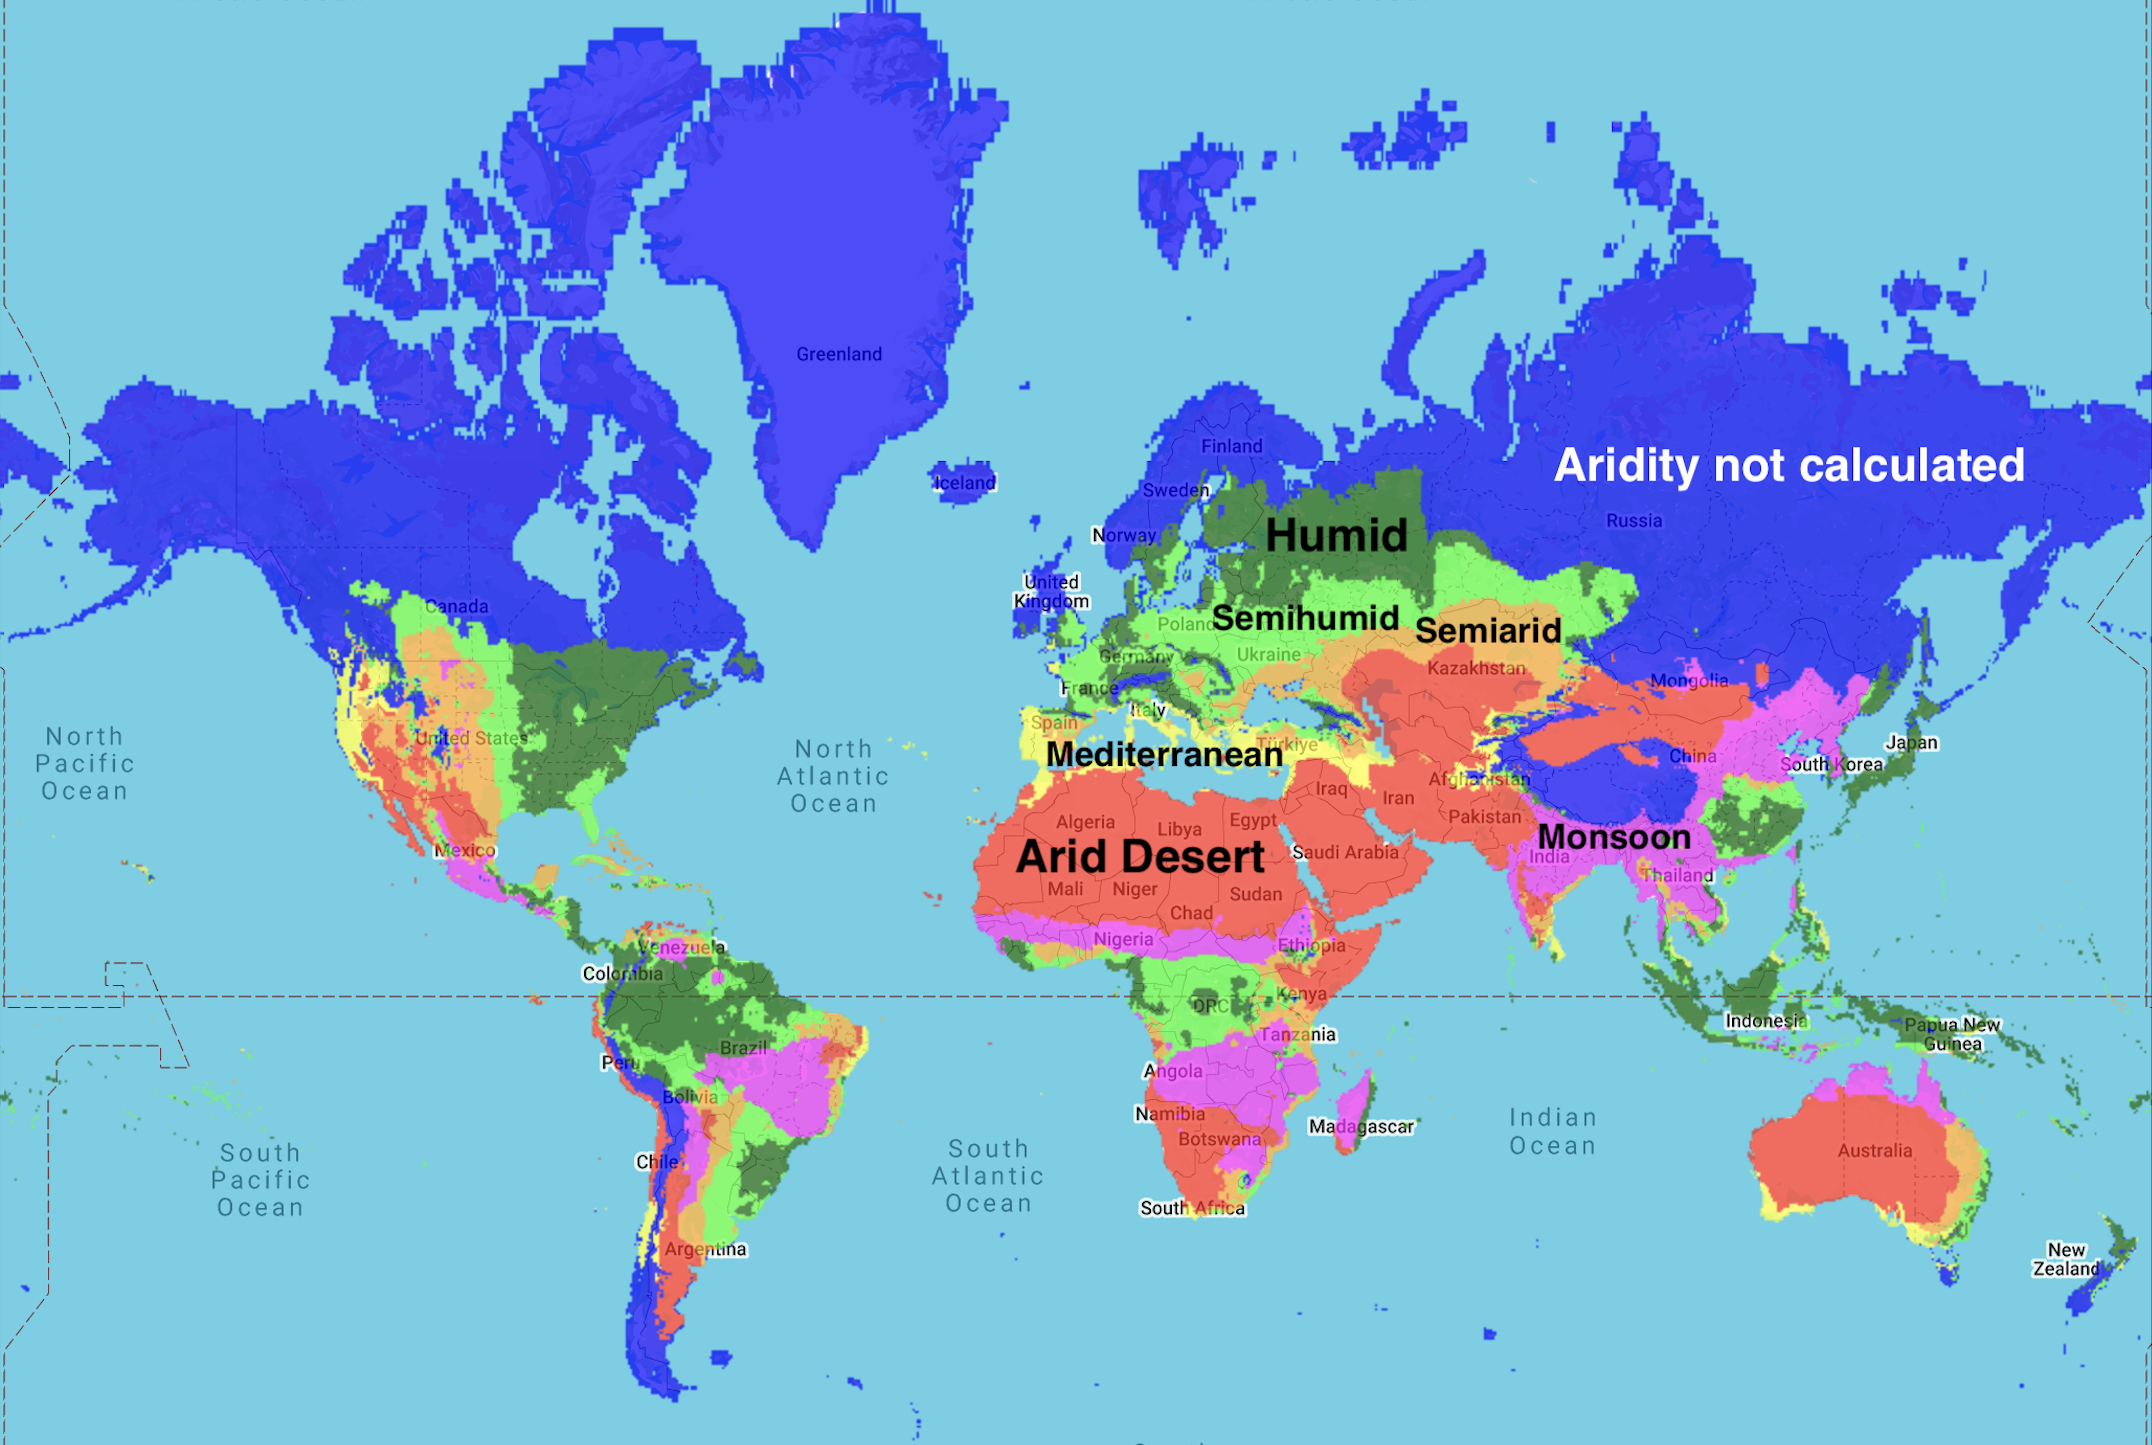 Greenland
Finland
Aridity not calculated
Iceland
Sweden
Russia
Norway
Humid
United
Kingdom
Canada
Poland
Semihumid
Semiarid
Germany
Ukraine
Kazakhstan
France
Mongolia
Italy
Spain
North
Pacific
Ocean
United States
North
Atlantic
Ocean
Mediterranean
Türkiye
China
Japan
South Korea
Afghanistan
Iraq
Iran
Algeria
Libya
Egypt
Pakistan
Monsoon
Mexico
Arid Desert
Saudi Arabia
India
Thailand
Mali
Niger
Sudan
Chad
Nigeria
Ethiopia
Venezuela
Colombia
Kenya
DRC
Indonesia
Papua New
Guinea
Tanzania
Brazil
Peru
Angola
Bolivia
Namibia
Madagascar
Indian
Ocean
Botswana
Australia
South
Pacific
Ocean
Chile
South
Atlantic
Ocean
South Africa
Argentina
New
Zealand